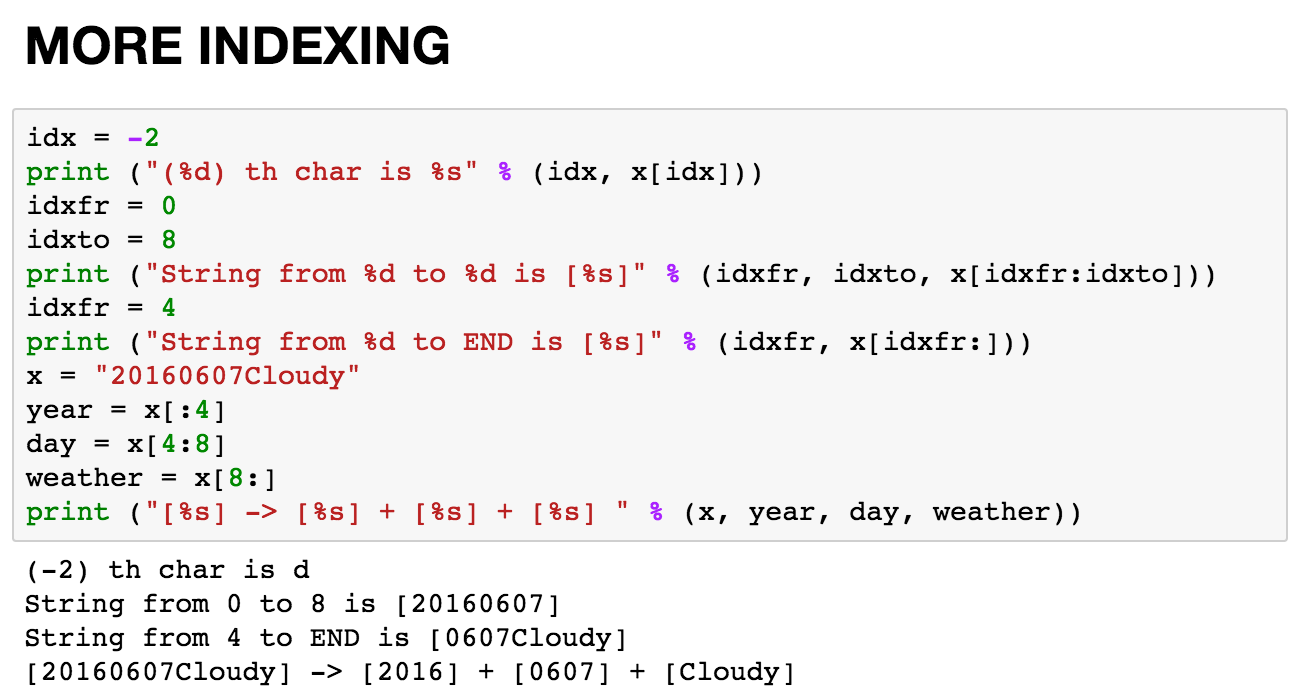 MORE INDEXING
idx = -2
print ("(%d) th char is %s" % (idx, x[idx]))
idxfr = 0
idxto = 8
print ("String from %d to %d is [%s]" % (idxfr, idxto, x[idxfr:idxto]))
idxfr = 4
print ("String from %d to END is [%s]" % (idxfr, x[idxfr:]))
x = "20160607Cloudy"
year = x[:4]
day = x[4:8]
weather = x[8:]
print ("[%s] -> [%s] + [%s] + [%s] " % (x, year, day, weather))
(-2) th char is d
String from 0 to 8 is [20160607]
String from 4 to END is [0607Cloudy]
[20160607Cloudy] -> [2016] + [0607] + [Cloudy]